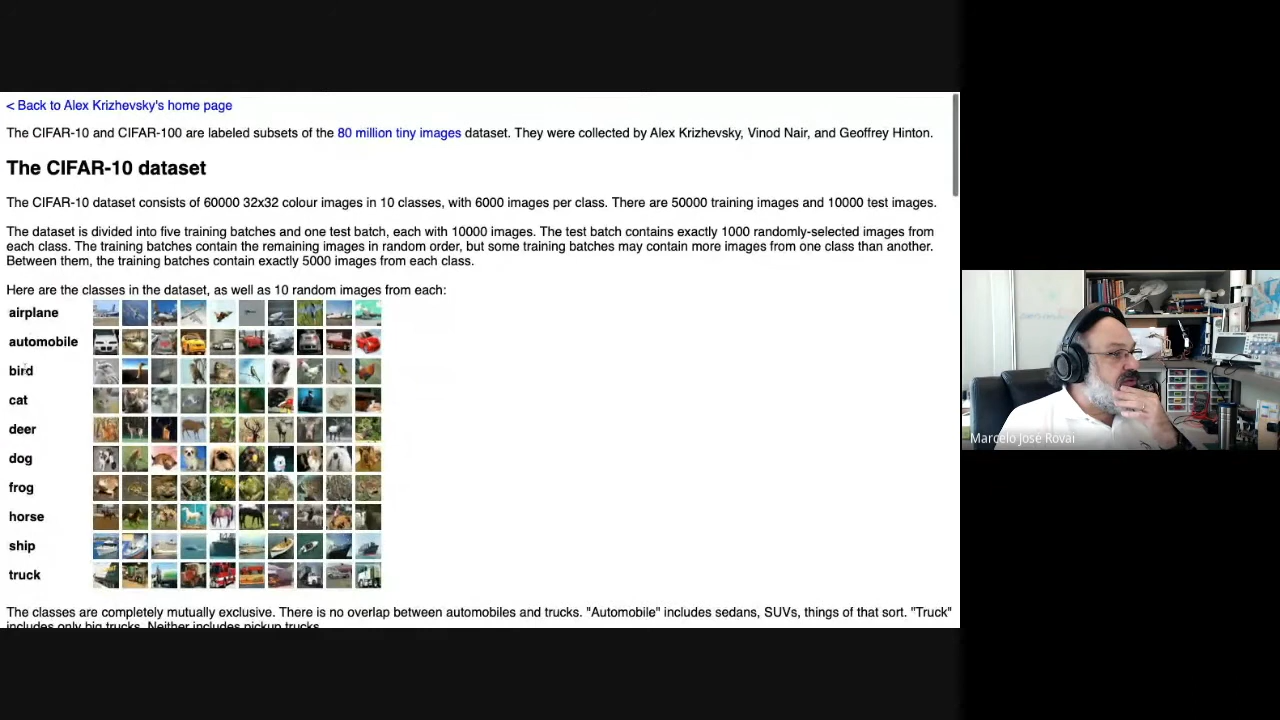 < Back to Alex Krizhevsky's home page
The CIFAR-10 and CIFAR-100 are labeled subsets of the 80 million tiny images dataset. They were collected by Alex Krizhevsky, Vinod Nair, and Geoffrey Hinton.
The CIFAR-10 dataset
The CIFAR-10 dataset consists of 60000 32x32 colour images in 10 classes, with 6000 images per class. There are 50000 training images and 10000 test images.
The dataset is divided into five training batches and one test batch, each with 10000 images. The test batch contains exactly 1000 randomly-selected images from
each class. The training batches contain the remaining images in random order, but some training batches may contain more images from one class than another.
Between them, the training batches contain exactly 5000 images from each class.
Here are the classes in the dataset, as well as 10 random images from each:
airplane
automobile
bird
cat
deer
dog
frog
horse
ship
truck
The classes are completely mutually exclusive. There is no overlap between automobiles and trucks. "Automobile" includes sedans, SUVs, things of that sort. "Truck"
includes only big trucks. Neither includes pickup trucks.
Marcelo José Rovai